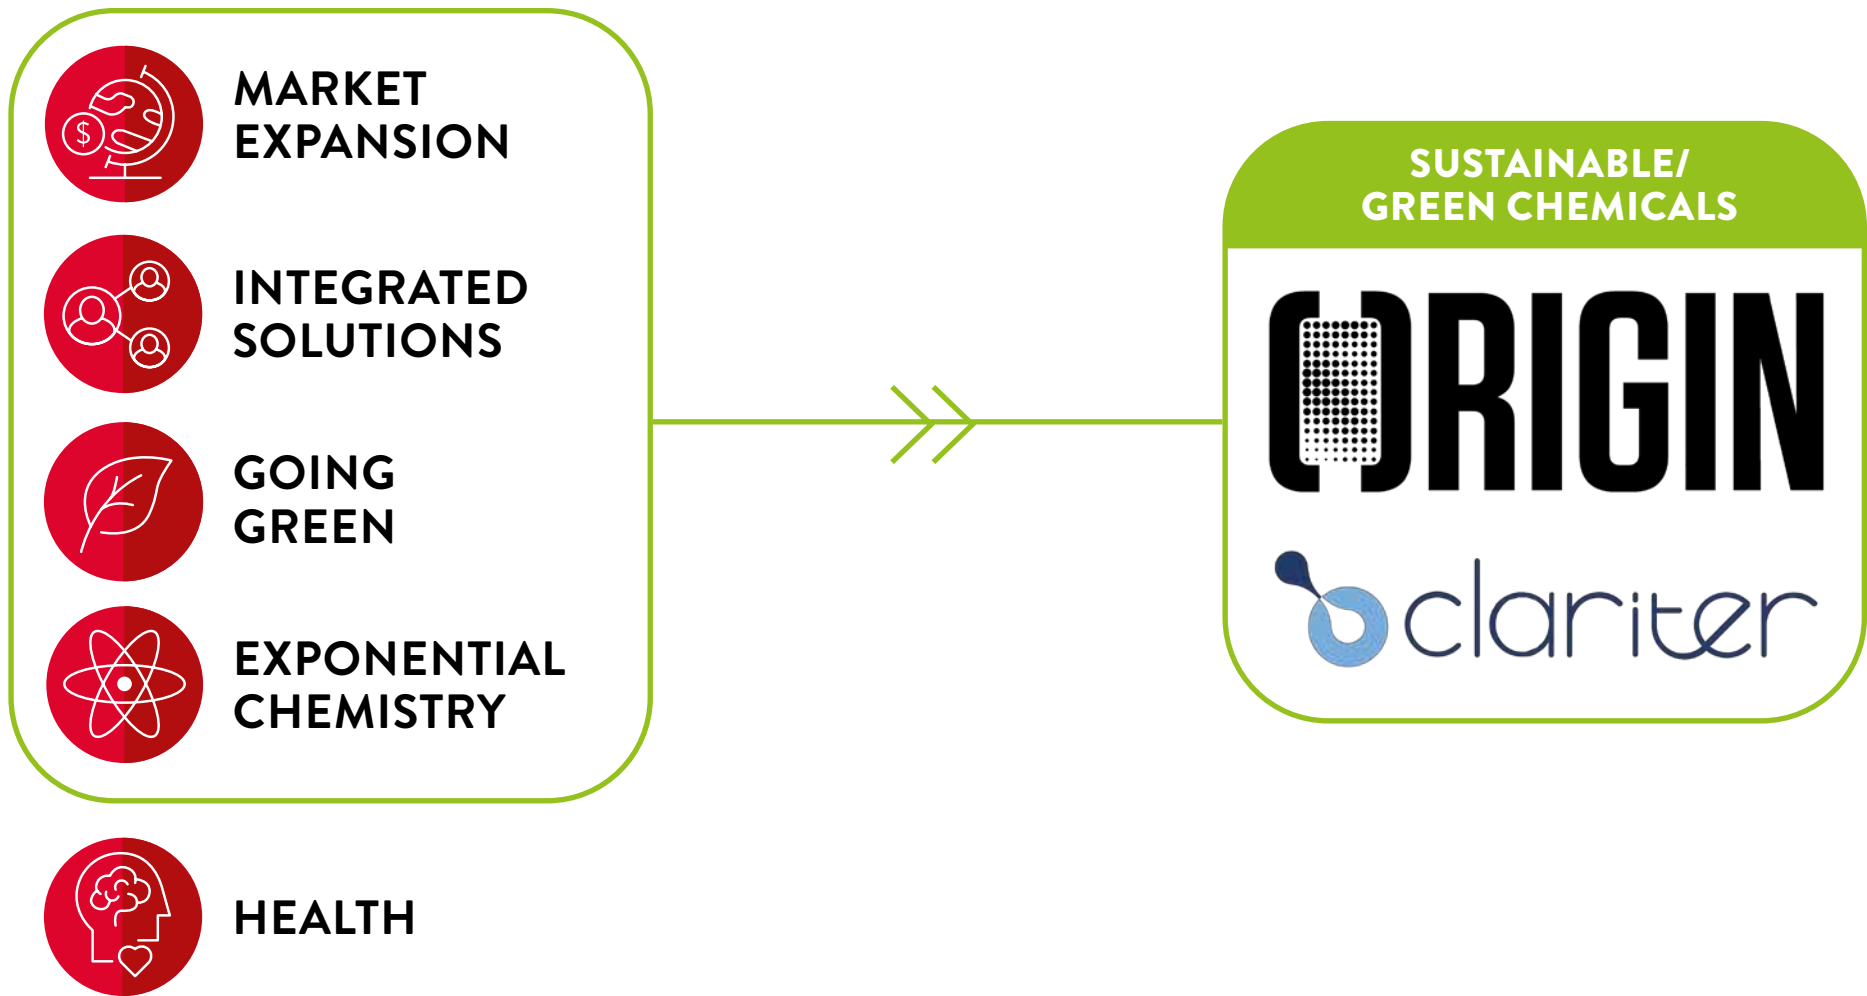 MARKET
EXPANSION
INTEGRATED
SOLUTIONS
GOING
GREEN
EXPONENTIAL
CHEMISTRY
HEALTH
$
SUSTAINABLE/
GREEN CHEMICALS
ORIGIN
clariter